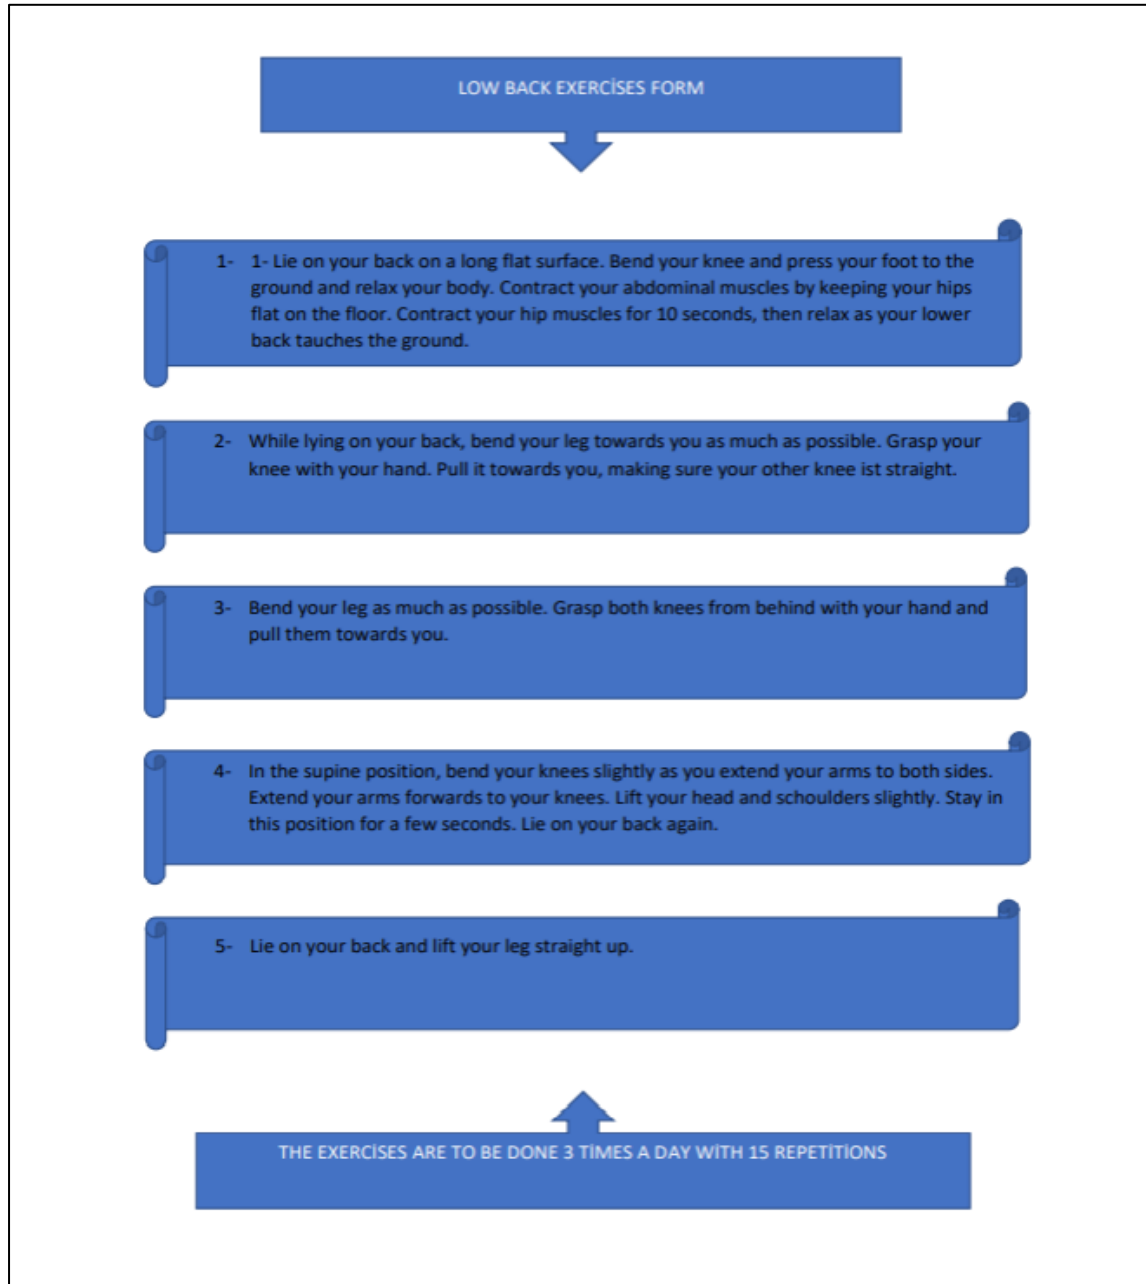 LOW BACK EXERCİSES FORM
1- 1- Lie on your back on a long flat surface. Bend your knee and press your foot to the
ground and relax your body. Contract your abdominal muscles by keeping your hips
flat on the floor. Contract your hip muscles for 10 seconds, then relax as your lower
back tauches the ground.
2- While lying on your back, bend your leg towards you as much as possible. Grasp your
knee with your hand. Pull it towards you, making sure your other knee ist straight.
3- Bend your leg as much as possible. Grasp both knees from behind with your hand and
pull them towards you.
4- In the supine position, bend your knees slightly as you extend your arms to both sides.
Extend your arms forwards to your knees. Lift your head and schoulders slightly. Stay in
this position for a few seconds. Lie on your back again.
5- Lie on your back and lift your leg straight up.
THE EXERCİSES ARE TO BE DONE 3 TİMES A DAY WİTH 15 REPETİTİONS